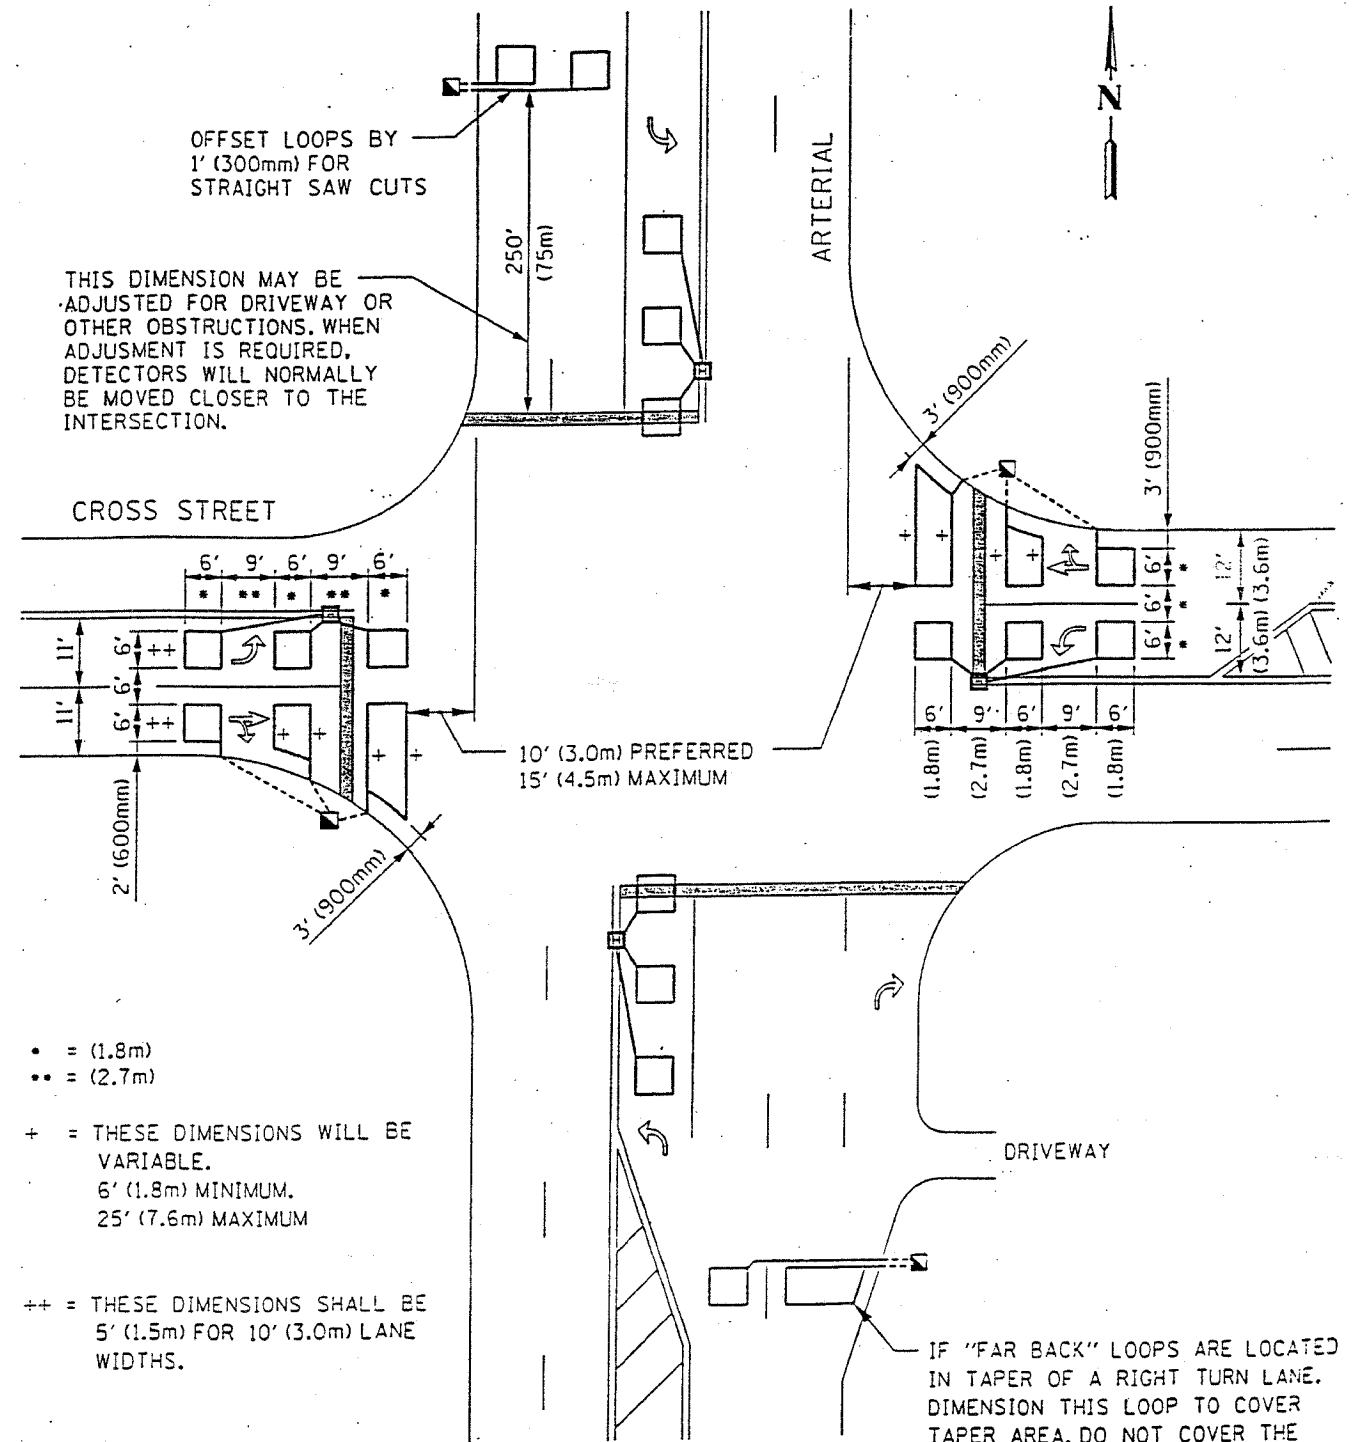 OFFSET LOOPS BY
1' (300mm) FOR
STRAIGHT SAW CUTS
THIS DIMENSION MAY BE
ADJUSTED FOR DRIVEWAY OR
OTHER OBSTRUCTIONS. WHEN
ADJUSMENT IS REQUIRED,
DETECTORS WILL NORMALLY
BE MOVED CLOSER TO THE
INTERSECTION.
250'
(75m)
ARTERIAL
N
3' (900mm)
3' (900mm)
CROSS STREET
6' 9' 6' 9' 6'
* ** * ** *
11'
6' ++
6'
11'
6' ++
2' (600mm)
3' (900mm)
10' (3.0m) PREFERRED
15' (4.5m) MAXIMUM
6' *
6' *
6' *
12'
(3.6m)
12'
(3.6m)
6' 9' 6' 9' 6'
(1.8m) (2.7m) (1.8m) (2.7m) (1.8m)
+ +
+ +
+ +
+ +
H
H
H
H
* = (1.8m)
** = (2.7m)
+ = THESE DIMENSIONS WILL BE
VARIABLE.
6' (1.8m) MINIMUM.
25' (7.6m) MAXIMUM
++ = THESE DIMENSIONS SHALL BE
5' (1.5m) FOR 10' (3.0m) LANE
WIDTHS.
DRIVEWAY
IF "FAR BACK" LOOPS ARE LOCATED
IN TAPER OF A RIGHT TURN LANE.
DIMENSION THIS LOOP TO COVER
TAPER AREA. DO NOT COVER THE